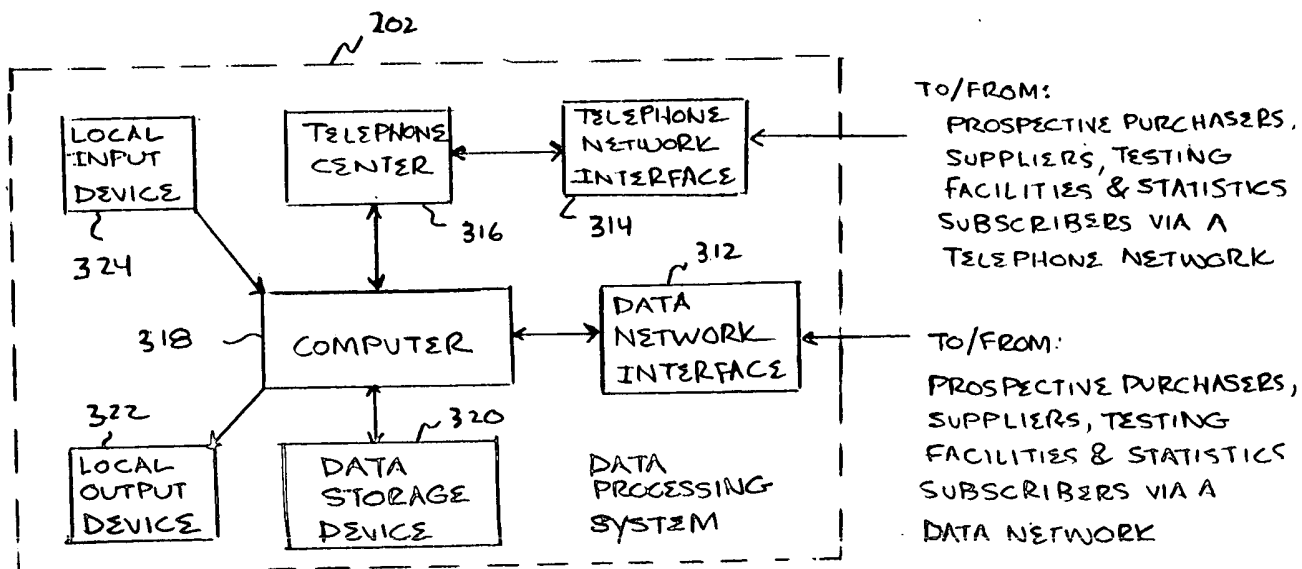 202
LOCAL
INPUT
DEVICE
324
TELEPHONE
CENTER
316
TELEPHONE
NETWORK
INTERFACE
314
TO/FROM:
PROSPECTIVE PURCHASERS,
SUPPLIERS, TESTING
FACILITIES & STATISTICS
SUBSCRIBERS VIA A
TELEPHONE NETWORK
318
COMPUTER
312
DATA
NETWORK
INTERFACE
TO/FROM:
PROSPECTIVE PURCHASERS,
SUPPLIERS, TESTING
FACILITIES & STATISTICS
SUBSCRIBERS VIA A
DATA NETWORK
322
LOCAL
OUTPUT
DEVICE
320
DATA
STORAGE
DEVICE
DATA
PROCESSING
SYSTEM